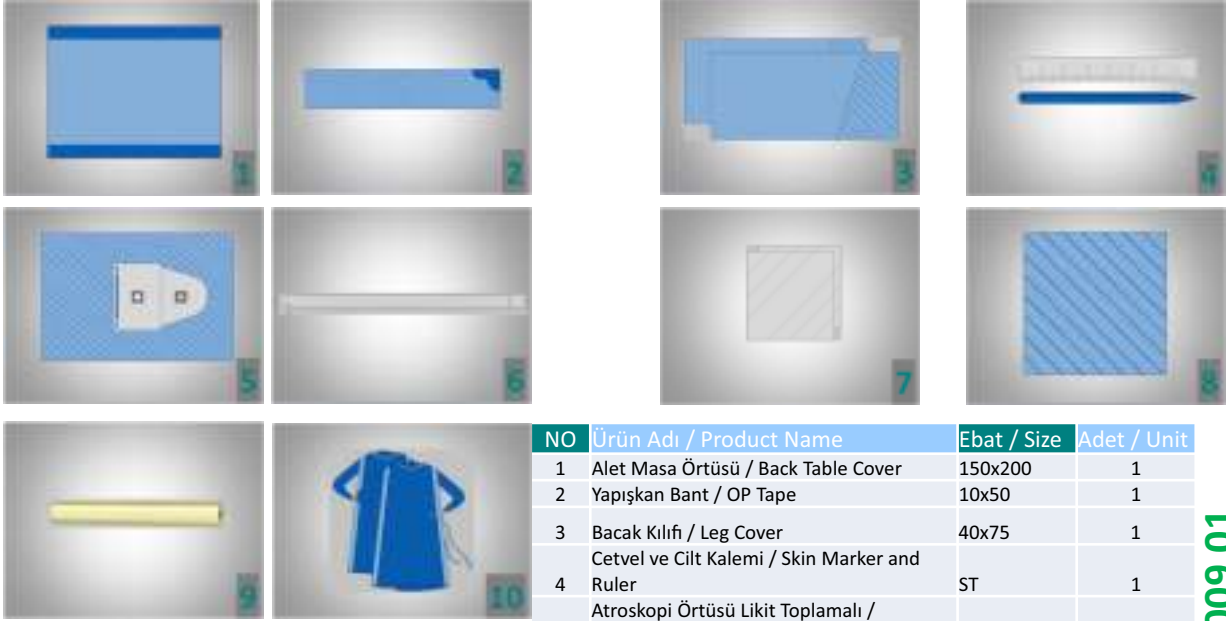 1
2
3
4
5
6
7
8
9
10
NO Ürün Adı / Product Name Ebat / Size Adet / Unit
1 Alet Masa Örtüsü / Back Table Cover 150x200 1
2 Yapışkan Bant / OP Tape 10x50 1
3 Bacak Kılıfı / Leg Cover 40x75 1
Cetvel ve Cilt Kalemi / Skin Marker and
4 Ruler ST 1
Atroskopi Örtüsü Likit Toplamalı /
009.01